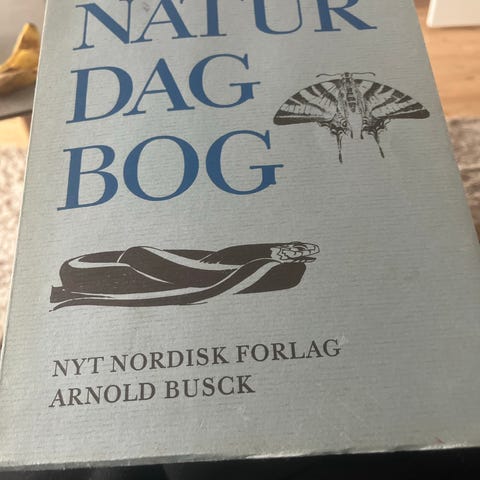 NATUR
DAG
BOG
NYT NORDISK FORLAG
ARNOLD BUSCK